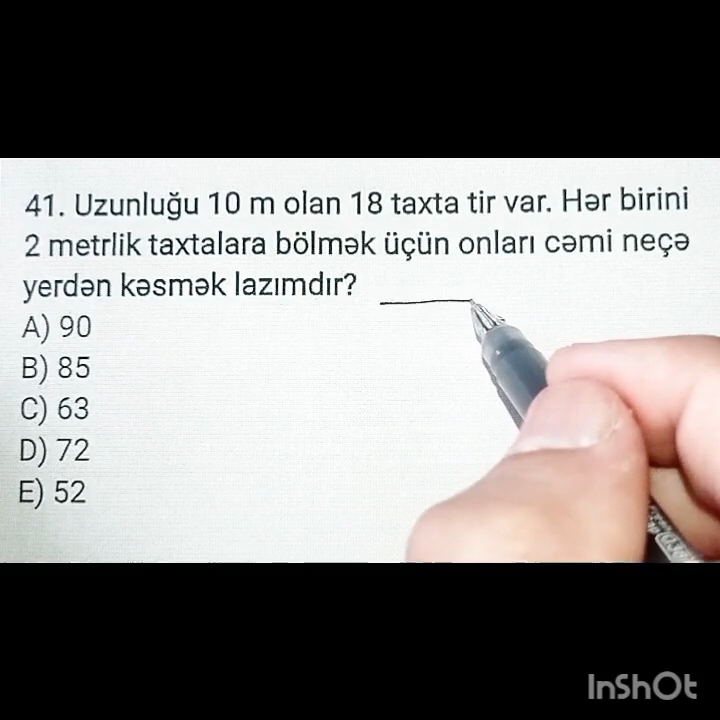 41. Uzunluğu 10 m olan 18 taxta tir var. Hər birini
2 metrlik taxtalara bölmək üçün onları cəmi neçə
yerdən kəsmək lazımdır?
A) 90
B) 85
C) 63
D) 72
E) 52
InShOt